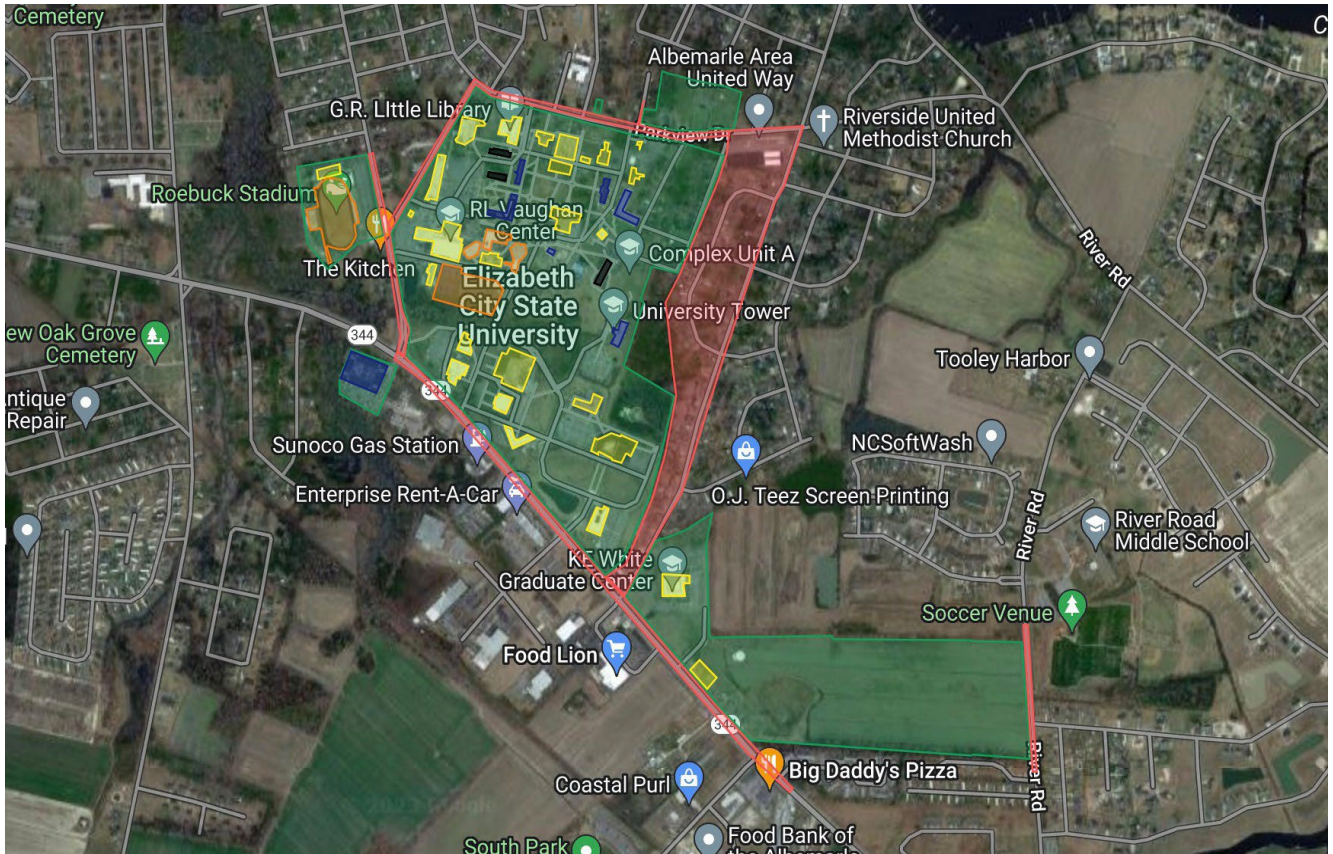 Cemetery
C
Albemarle Area
United Way
G.R. LIttle Library
Parkview Dr
Riverside United
Methodist Church
Roebuck Stadium
RL Vaughan
Center
River Rd
Complex Unit A
The Kitchen
Elizabeth
City State
University
University Tower
344
ew Oak Grove
Cemetery
Tooley Harbor
344
Antique
Repair
Sunoco Gas Station
NCSoftWash
Enterprise Rent-A-Car
O.J. Teez Screen Printing
River Rd
River Road
Middle School
KE White
Graduate Center
Soccer Venue
Food Lion
344
River Rd
Coastal Purl
Big Daddy's Pizza
Food Bank of
the Albemarle
South Park